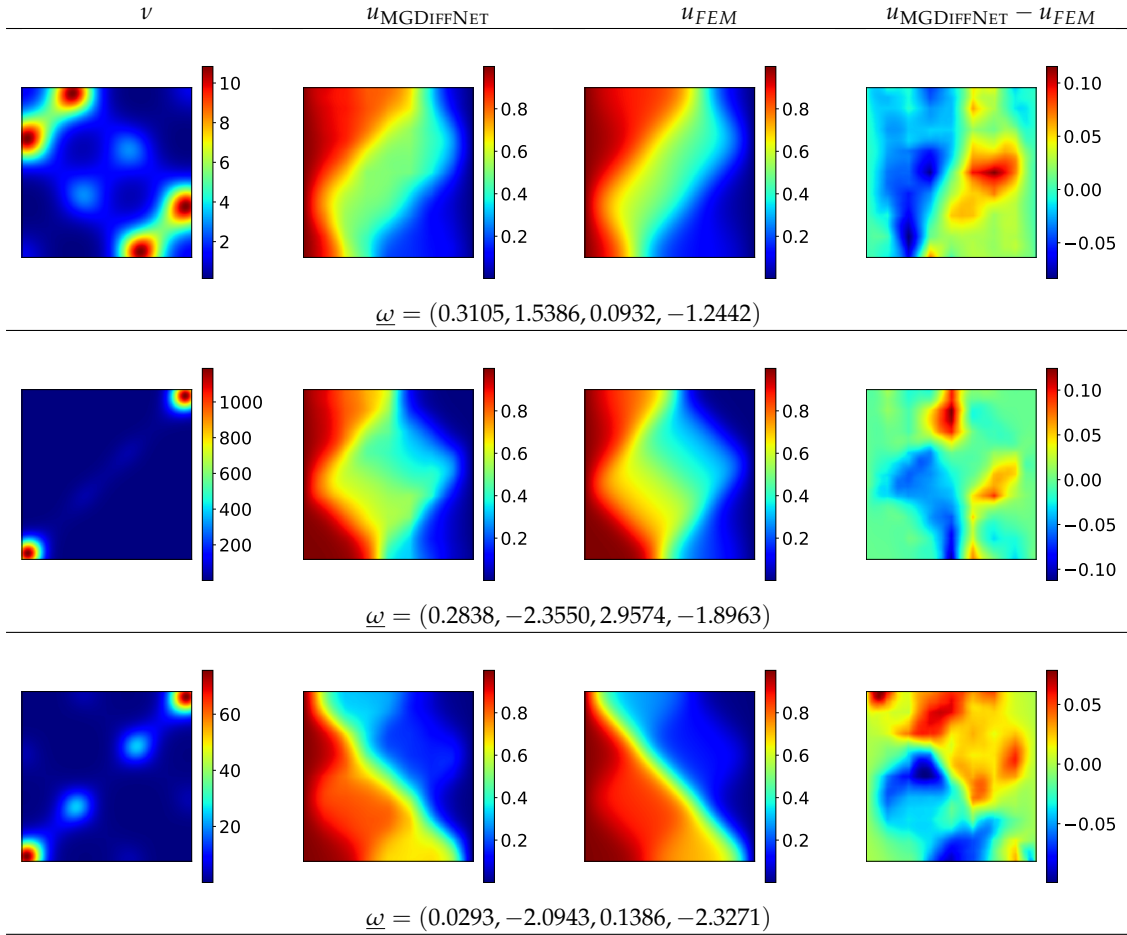 ν u_MGDIFFNET u_FEM u_MGDIFFNET − u_FEM
10 8 6 4 2
0.8 0.6 0.4 0.2
0.8 0.6 0.4 0.2
0.10 0.05 0.00 −0.05
ω = (0.3105, 1.5386, 0.0932, −1.2442)
1000 800 600 400 200
0.8 0.6 0.4 0.2
0.8 0.6 0.4 0.2
0.10 0.05 0.00 −0.05 −0.10
ω = (0.2838, −2.3550, 2.9574, −1.8963)
60 40 20
0.8 0.6 0.4 0.2
0.8 0.6 0.4 0.2
0.05 0.00 −0.05
ω = (0.0293, −2.0943, 0.1386, −2.3271)